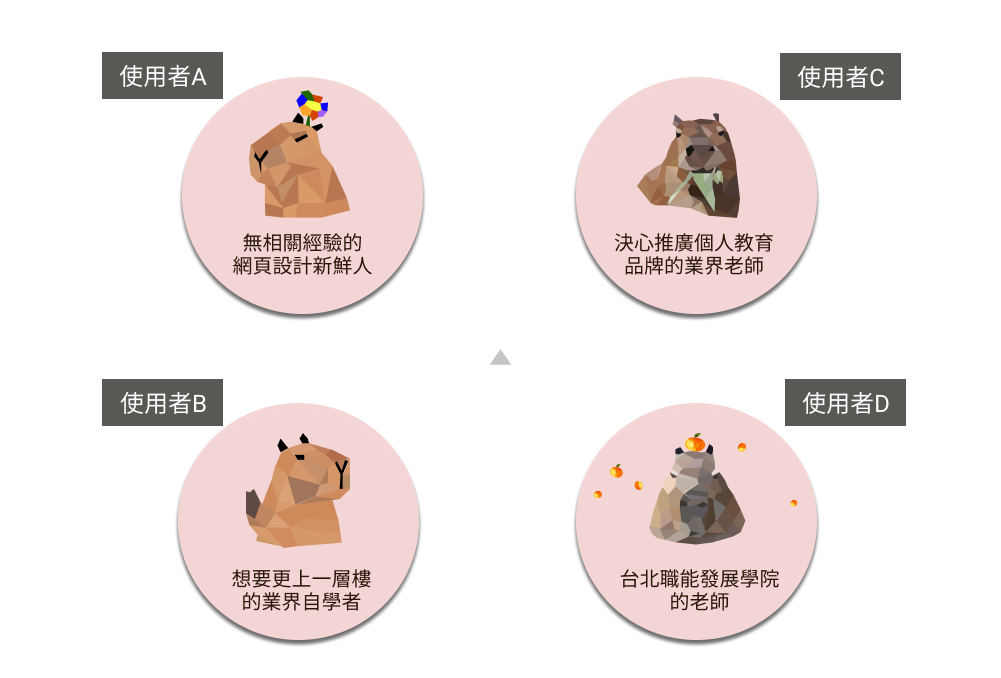 使用者A
無相關經驗的
網頁設計新鮮人
使用者C
決心推廣個人教育
品牌的業界老師
使用者B
想要更上一層樓
的業界自學者
使用者D
台北職能發展學院
的老師